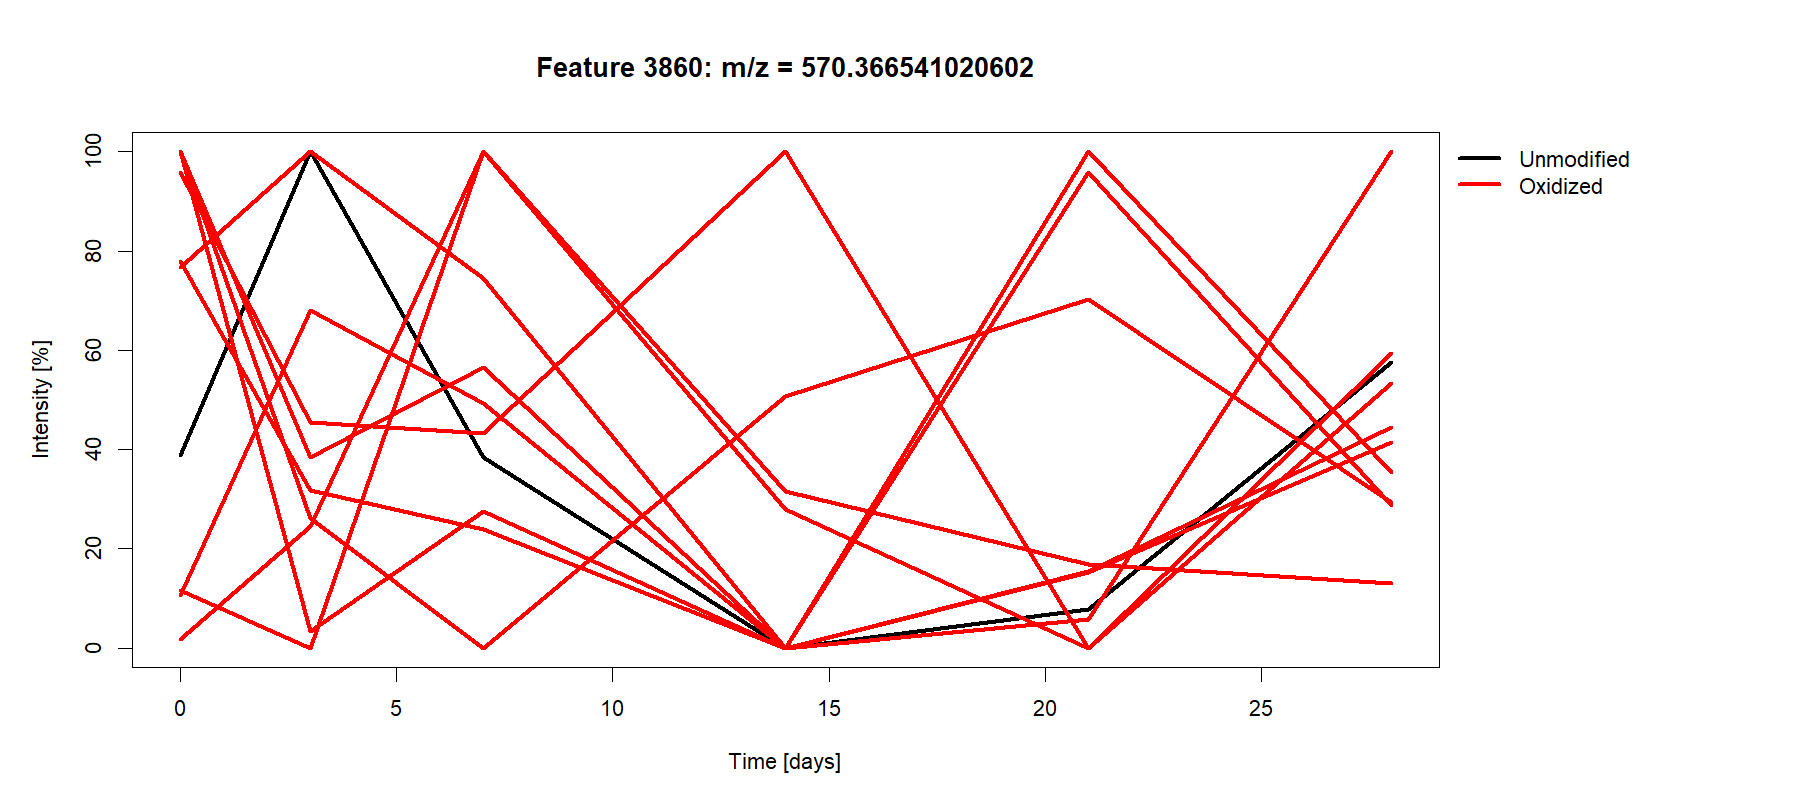 Feature 3860: m/z = 570.366541020602
Unmodified
Oxidized
Intensity [%]
100
80
60
40
20
0
0 5 10 15 20 25
Time [days]